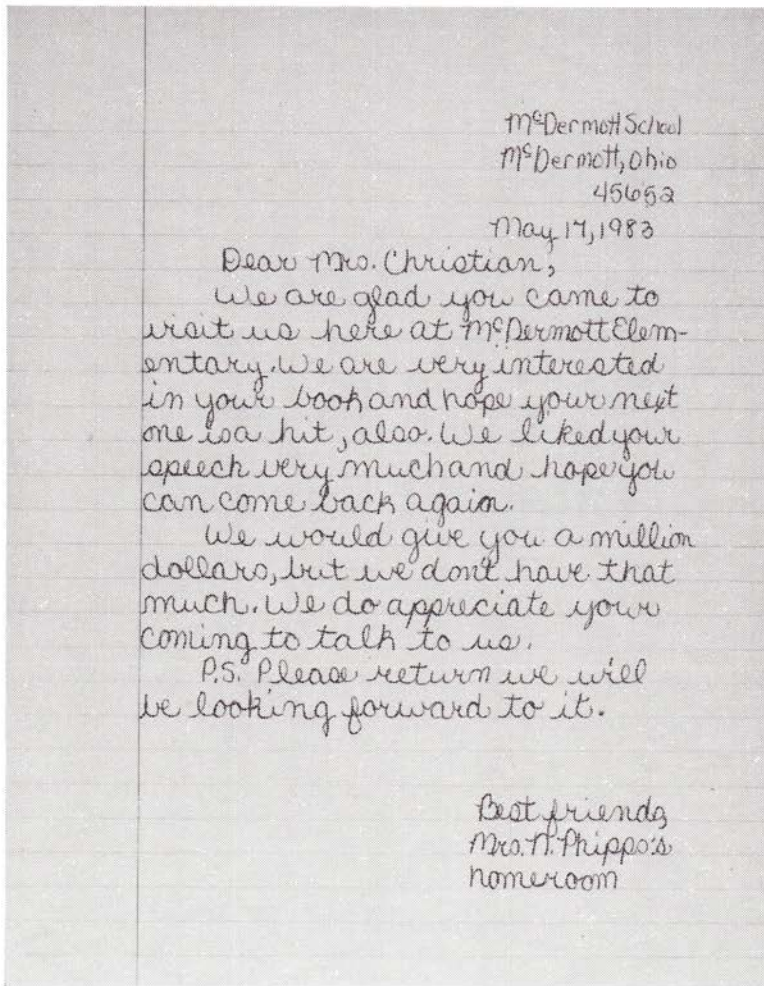 McDermott School
McDermott, Ohio
45652
May 17, 1983
Dear Mrs. Christian,
We are glad you came to
visit us here at McDermott Elem-
entary. We are very interested
in your book and hope your next
one is a hit, also. We liked your
speech very much and hope you
can come back again.
We would give you a million
dollars, but we don't have that
much. We do appreciate your
coming to talk to us.
P.S. Please return we will
be looking forward to it.
Best friends,
Mrs. N. Phipps's
homeroom